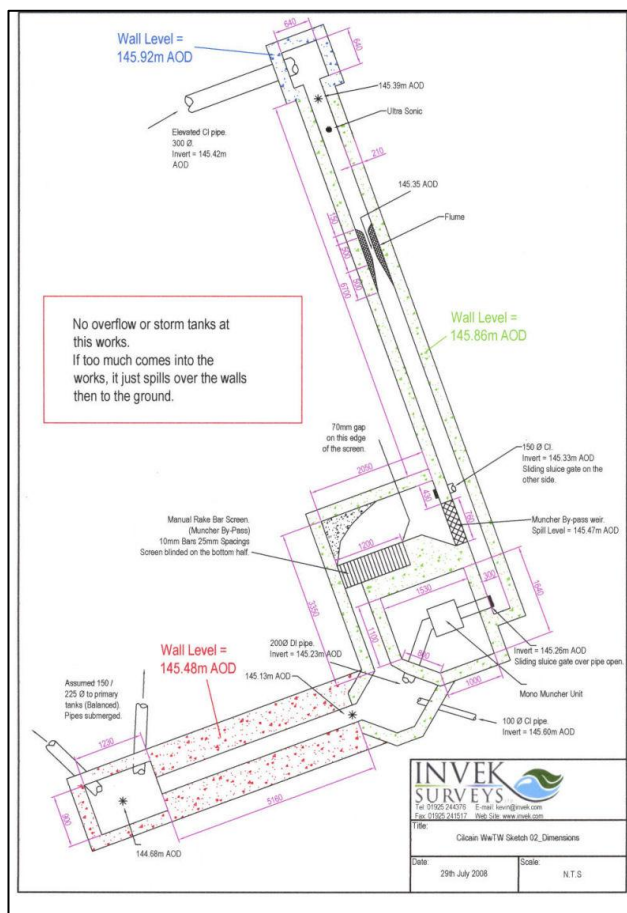 640
640
Wall Level =
145.92m AOD
145.39m AOD
Ultra Sonic
Elevated CI pipe.
300 Ø.
Invert = 145.42m
AOD
210
145.35 AOD
Flume
150
500
500
6700
Wall Level =
145.86m AOD
No overflow or storm tanks at
this works.
If too much comes into the
works, it just spills over the walls
then to the ground.
70mm gap
on this edge
of the screen.
2050
430
760
150 Ø CI.
Invert = 145.33m AOD
Sliding sluice gate on the
other side.
Manual Rake Bar Screen.
(Muncher By-Pass)
10mm Bars 25mm Spacings
Screen blinded on the bottom half.
Muncher By-pass weir.
Spill Level = 145.47m AOD
1200
3350
1530
300
1640
1100
860
1000
200Ø DI pipe.
Invert = 145.23m AOD
Invert = 145.26m AOD
Sliding sluice gate over pipe open.
Wall Level =
145.48m AOD
145.13m AOD
Mono Muncher Unit
Assumed 150 /
225 Ø to primary
tanks (Balanced).
Pipes submerged.
100 Ø CI pipe.
Invert = 145.60m AOD
1230
900
5160
144.68m AOD
INVEK
SURVEYS
Tel: 01925 244376 E-mail: kevin@invek.com
Fax: 01925 241517 Web Site: www.invek.com
Title:
Cilcain WwTW Sketch 02_Dimensions
Date:
29th July 2008
Scale:
N.T.S